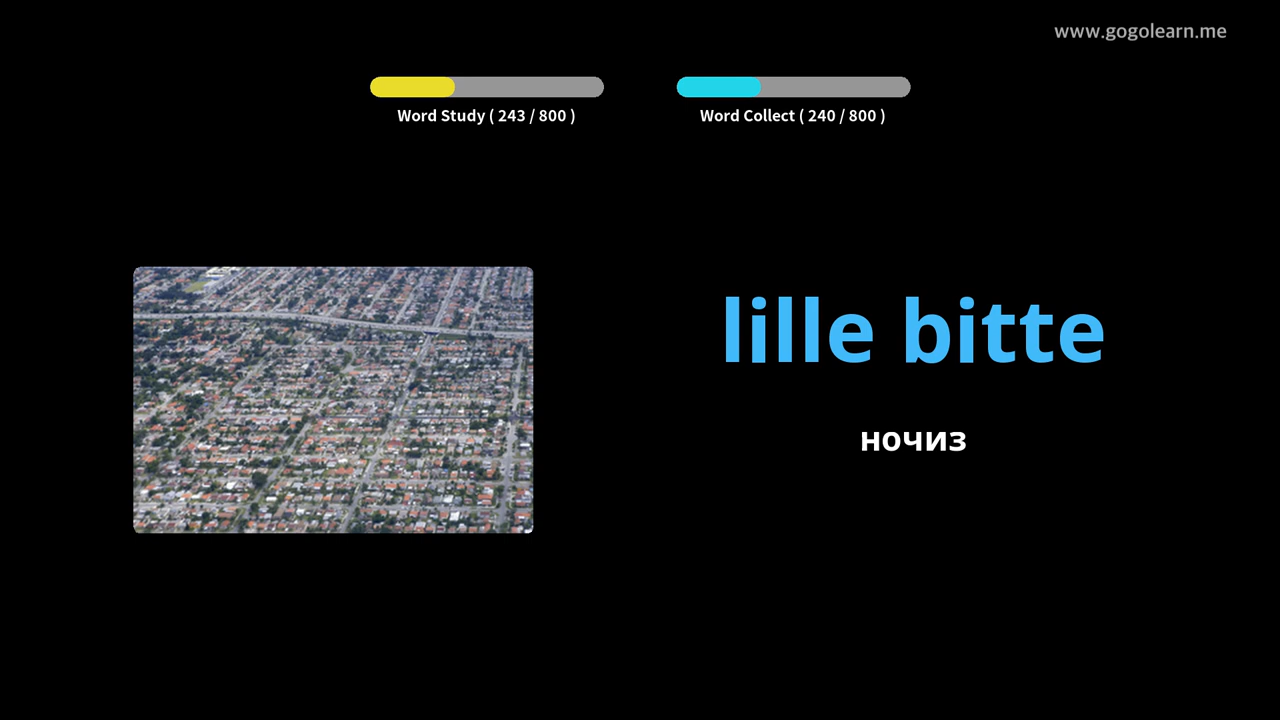 www.gogolearn.me
Word Study ( 243 / 800 )
Word Collect ( 240 / 800 )
lille bitte
ночиз